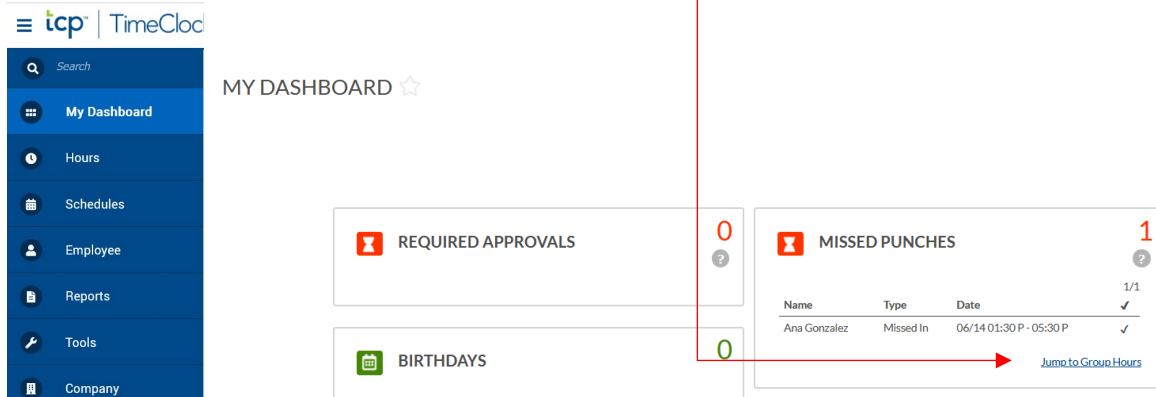 tcp™ | TimeCloc
Search
My Dashboard
Hours
Schedules
Employee
Reports
Tools
Company
MY DASHBOARD
REQUIRED APPROVALS
0
?
BIRTHDAYS
0
MISSED PUNCHES
1
?
1/1
Name Type Date ✓
Ana Gonzalez Missed In 06/14 01:30 P - 05:30 P ✓
Jump to Group Hours